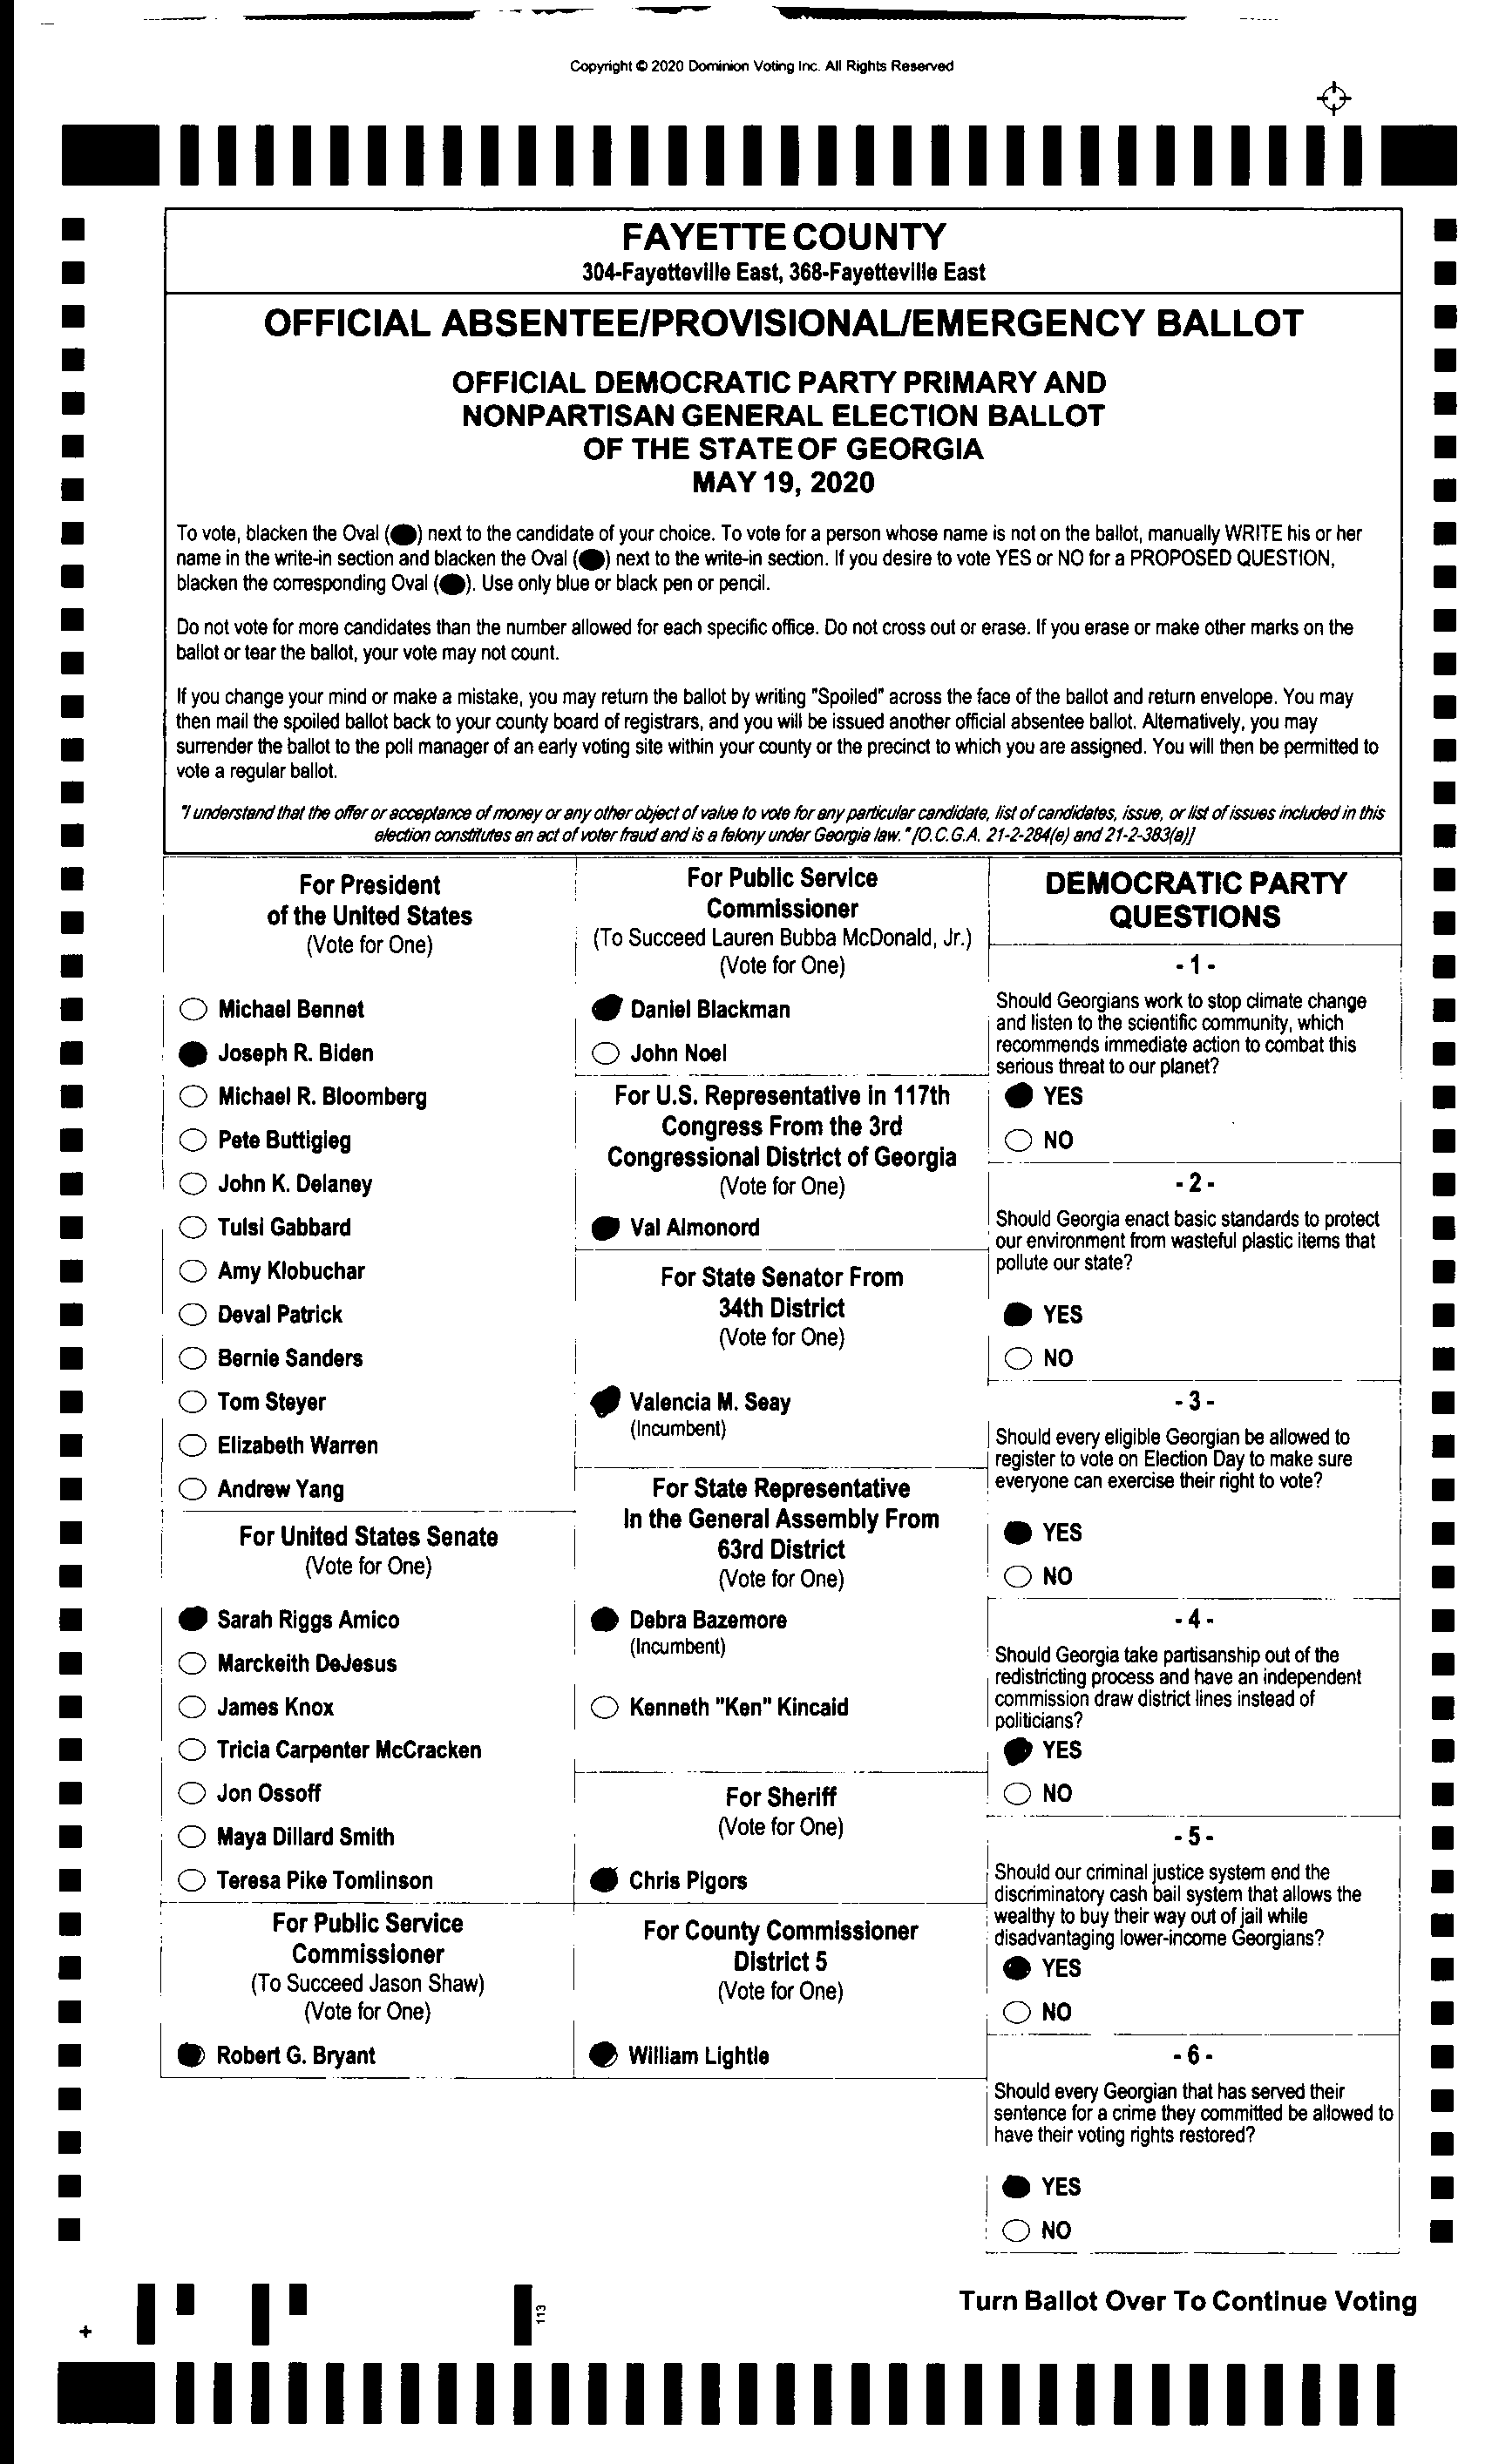 Copyright © 2020 Dominion Voting Inc. All Rights Reserved
FAYETTE COUNTY
304-Fayetteville East, 368-Fayetteville East
OFFICIAL ABSENTEE/PROVISIONAL/EMERGENCY BALLOT
OFFICIAL DEMOCRATIC PARTY PRIMARY AND
NONPARTISAN GENERAL ELECTION BALLOT
OF THE STATE OF GEORGIA
MAY 19, 2020
To vote, blacken the Oval ( ) next to the candidate of your choice. To vote for a person whose name is not on the ballot, manually WRITE his or her
name in the write-in section and blacken the Oval ( ) next to the write-in section. If you desire to vote YES or NO for a PROPOSED QUESTION,
blacken the corresponding Oval ( ). Use only blue or black pen or pencil.
Do not vote for more candidates than the number allowed for each specific office. Do not cross out or erase. If you erase or make other marks on the
ballot or tear the ballot, your vote may not count.
If you change your mind or make a mistake, you may return the ballot by writing "Spoiled" across the face of the ballot and return envelope. You may
then mail the spoiled ballot back to your county board of registrars, and you will be issued another official absentee ballot. Alternatively, you may
surrender the ballot to the poll manager of an early voting site within your county or the precinct to which you are assigned. You will then be permitted to
vote a regular ballot.
"I understand that the offer or acceptance of money or any other object of value to vote for any particular candidate, list of candidates, issue, or list of issues included in this
election constitutes an act of voter fraud and is a felony under Georgia law." [O.C.G.A. 21-2-284(e) and 21-2-383(a)]
For President
of the United States
(Vote for One)
Michael Bennet
Joseph R. Biden
Michael R. Bloomberg
Pete Buttigieg
John K. Delaney
Tulsi Gabbard
Amy Klobuchar
Deval Patrick
Bernie Sanders
Tom Steyer
Elizabeth Warren
Andrew Yang
For United States Senate
(Vote for One)
Sarah Riggs Amico
Marckeith DeJesus
James Knox
Tricia Carpenter McCracken
Jon Ossoff
Maya Dillard Smith
Teresa Pike Tomlinson
For Public Service
Commissioner
(To Succeed Jason Shaw)
(Vote for One)
Robert G. Bryant
For Public Service
Commissioner
(To Succeed Lauren Bubba McDonald, Jr.)
(Vote for One)
Daniel Blackman
John Noel
For U.S. Representative in 117th
Congress From the 3rd
Congressional District of Georgia
(Vote for One)
Val Almonord
For State Senator From
34th District
(Vote for One)
Valencia M. Seay
(Incumbent)
For State Representative
In the General Assembly From
63rd District
(Vote for One)
Debra Bazemore
(Incumbent)
Kenneth "Ken" Kincaid
For Sheriff
(Vote for One)
Chris Pigors
For County Commissioner
District 5
(Vote for One)
William Lightle
DEMOCRATIC PARTY
QUESTIONS
- 1 -
Should Georgians work to stop climate change
and listen to the scientific community, which
recommends immediate action to combat this
serious threat to our planet?
YES
NO
- 2 -
Should Georgia enact basic standards to protect
our environment from wasteful plastic items that
pollute our state?
YES
NO
- 3 -
Should every eligible Georgian be allowed to
register to vote on Election Day to make sure
everyone can exercise their right to vote?
YES
NO
- 4 -
Should Georgia take partisanship out of the
redistricting process and have an independent
commission draw district lines instead of
politicians?
YES
NO
- 5 -
Should our criminal justice system end the
discriminatory cash bail system that allows the
wealthy to buy their way out of jail while
disadvantaging lower-income Georgians?
YES
NO
- 6 -
Should every Georgian that has served their
sentence for a crime they committed be allowed to
have their voting rights restored?
YES
NO
Turn Ballot Over To Continue Voting
113